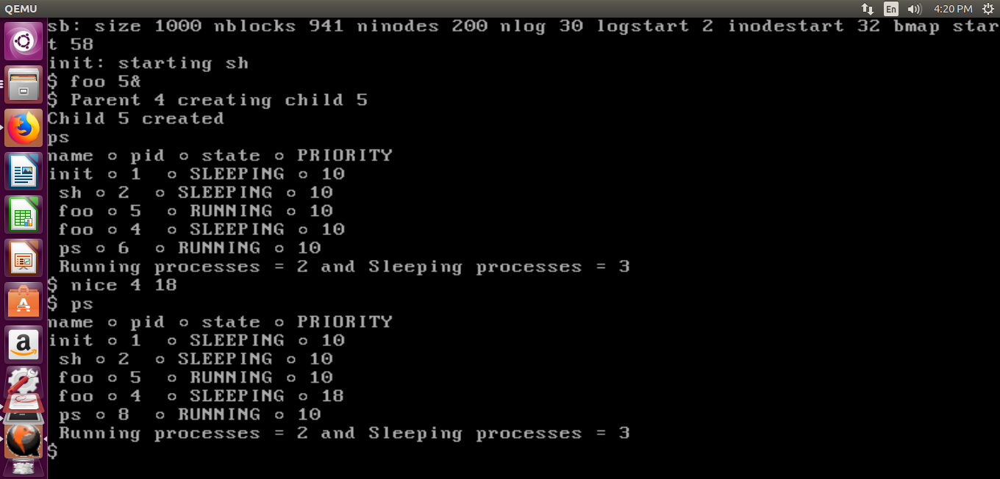 QEMU
En
4:20 PM
sb: size 1000 nblocks 941 ninodes 200 nlog 30 logstart 2 inodestart 32 bmap star
t 58
init: starting sh
$ foo 5&
$ Parent 4 creating child 5
Child 5 created
ps
name o pid o state o PRIORITY
init o 1  o SLEEPING o 10
 sh o 2  o SLEEPING o 10
 foo o 5  o RUNNING o 10
 foo o 4  o SLEEPING o 10
 ps o 6  o RUNNING o 10
 Running processes = 2 and Sleeping processes = 3
$ nice 4 18
$ ps
name o pid o state o PRIORITY
init o 1  o SLEEPING o 10
 sh o 2  o SLEEPING o 10
 foo o 5  o RUNNING o 10
 foo o 4  o SLEEPING o 18
 ps o 8  o RUNNING o 10
 Running processes = 2 and Sleeping processes = 3
$